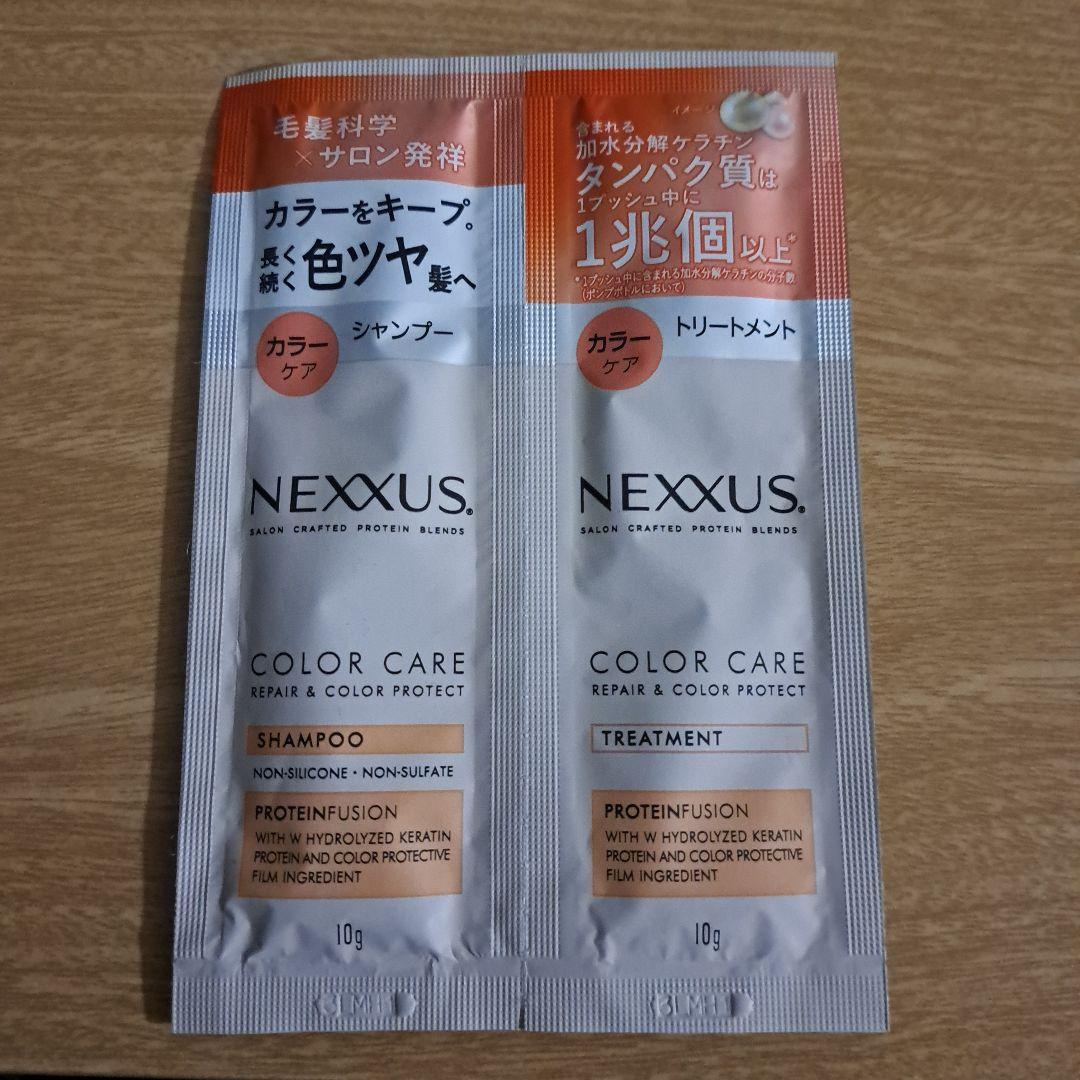 毛髪科学
×サロン発祥
カラーをキープ。
長く
続く 色ツヤ髪へ
カラー
ケア
シャンプー
NEXXUS®
SALON CRAFTED PROTEIN BLENDS
COLOR CARE
REPAIR & COLOR PROTECT
SHAMPOO
NON-SILICONE・NON-SULFATE
PROTEINFUSION
WITH W HYDROLYZED KERATIN
PROTEIN AND COLOR PROTECTIVE
FILM INGREDIENT
10g
イメージ
含まれる
加水分解ケラチン
タンパク質は
1プッシュ中に
1兆個以上*
*1プッシュ中に含まれる加水分解ケラチンの分子数
(ポンプボトルにおいて)
カラー
ケア
トリートメント
NEXXUS®
SALON CRAFTED PROTEIN BLENDS
COLOR CARE
REPAIR & COLOR PROTECT
TREATMENT
PROTEINFUSION
WITH W HYDROLYZED KERATIN
PROTEIN AND COLOR PROTECTIVE
FILM INGREDIENT
10g